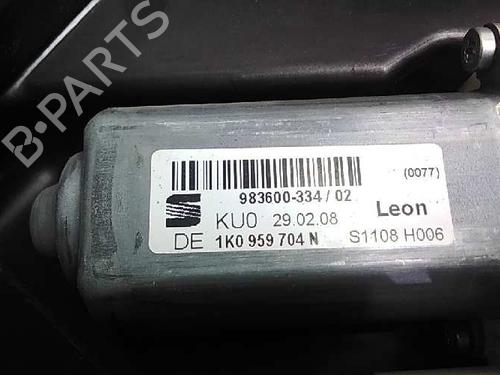 B-PARTS
(0077)
983600-334 / 02
KU0 29.02.08 Leon
DE 1K0 959 704 N S1108 H006